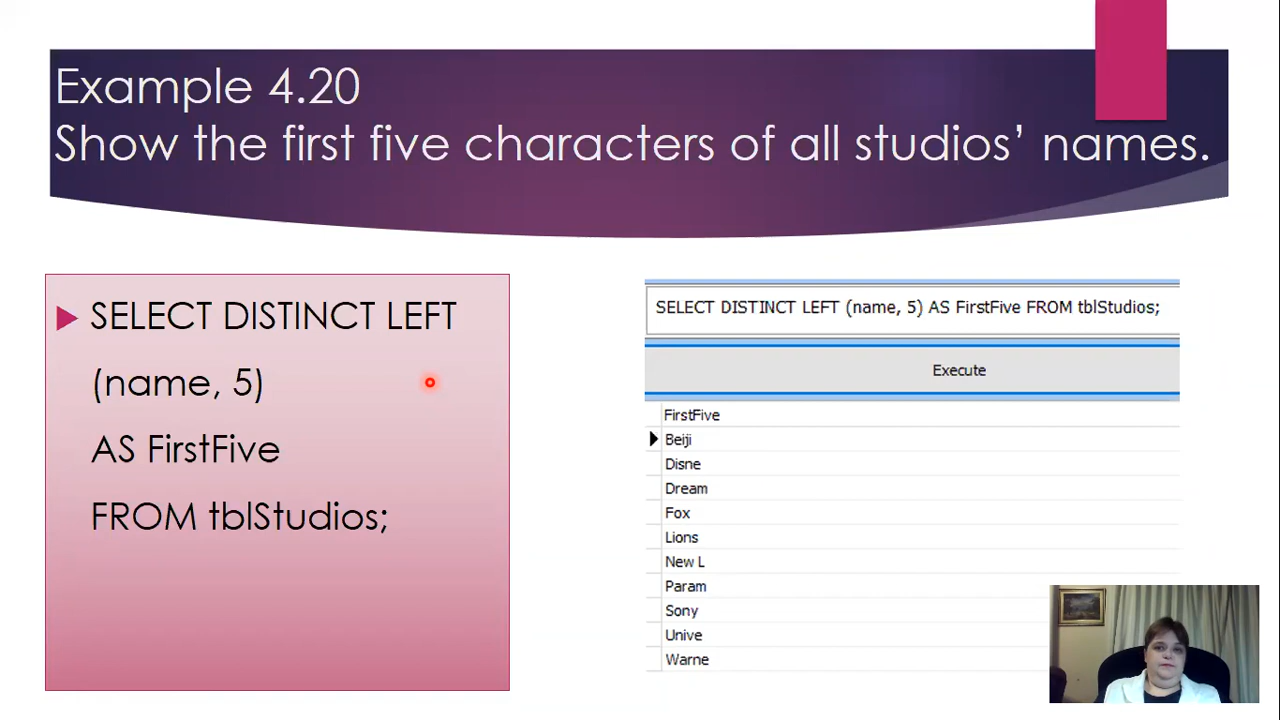 Example 4.20
Show the first five characters of all studios’ names.
SELECT DISTINCT LEFT
(name, 5)
AS FirstFive
FROM tblStudios;
SELECT DISTINCT LEFT (name, 5) AS FirstFive FROM tblStudios;
Execute
FirstFive
Beiji
Disne
Dream
Fox
Lions
New L
Param
Sony
Unive
Warne